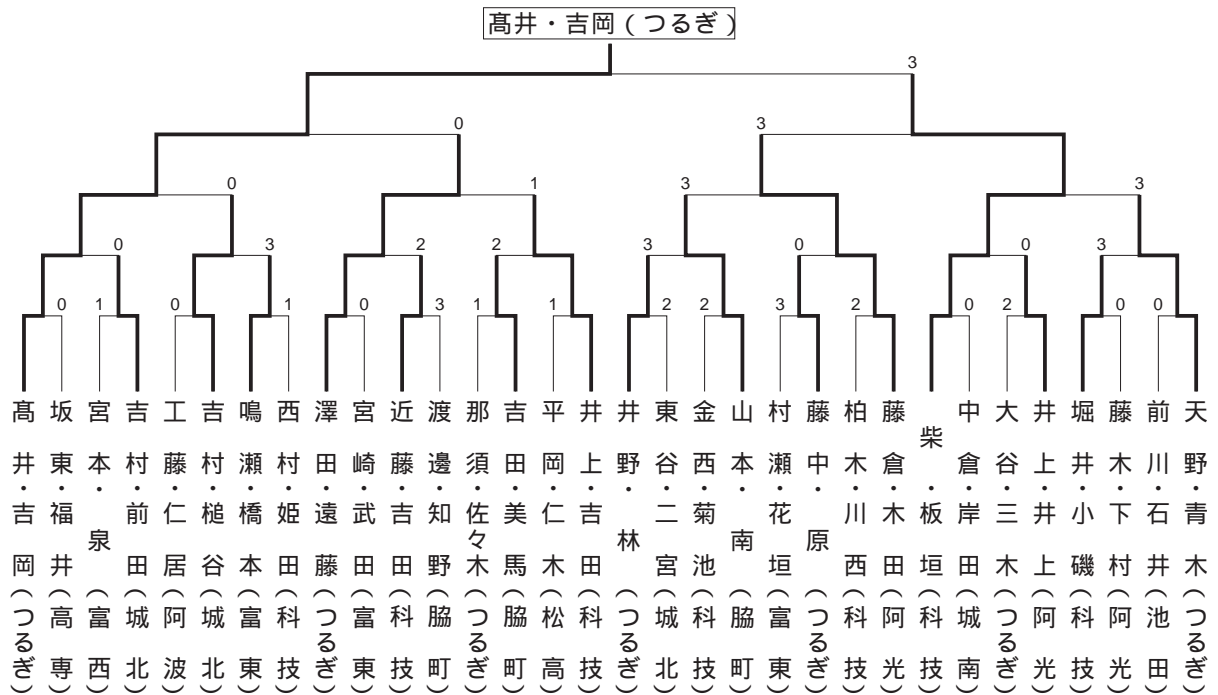 髙井・吉岡(つるぎ)
3
0 3
0 1 3 3
0 3 2 2 3 0 0 3
0 1 0 1 0 3 1 1 2 2 3 2 0 2 0 0
髙井・吉岡(つるぎ)
坂東・福井(高専)
宮本・泉(富西)
吉村・前田(城北)
工藤・仁居(阿波)
吉村・槌谷(城北)
鳴瀬・橋本(富東)
西村・姫田(科技)
澤田・遠藤(つるぎ)
宮崎・武田(富東)
近藤・吉田(科技)
渡邊・知野(脇町)
那須・佐々木(つるぎ)
吉田・美馬(脇町)
平岡・仁木(松高)
井上・吉田(科技)
井野・林(つるぎ)
東谷・二宮(城北)
金西・菊池(科技)
山本・南(脇町)
村瀬・花垣(富東)
藤中・原(つるぎ)
柏木・川西(科技)
藤倉・木田(阿光)
柴・板垣(科技)
中倉・岸田(城南)
大谷・三木(つるぎ)
井上・井上(阿光)
堀井・小磯(科技)
藤木・下村(阿光)
前川・石井(池田)
天野・青木(つるぎ)